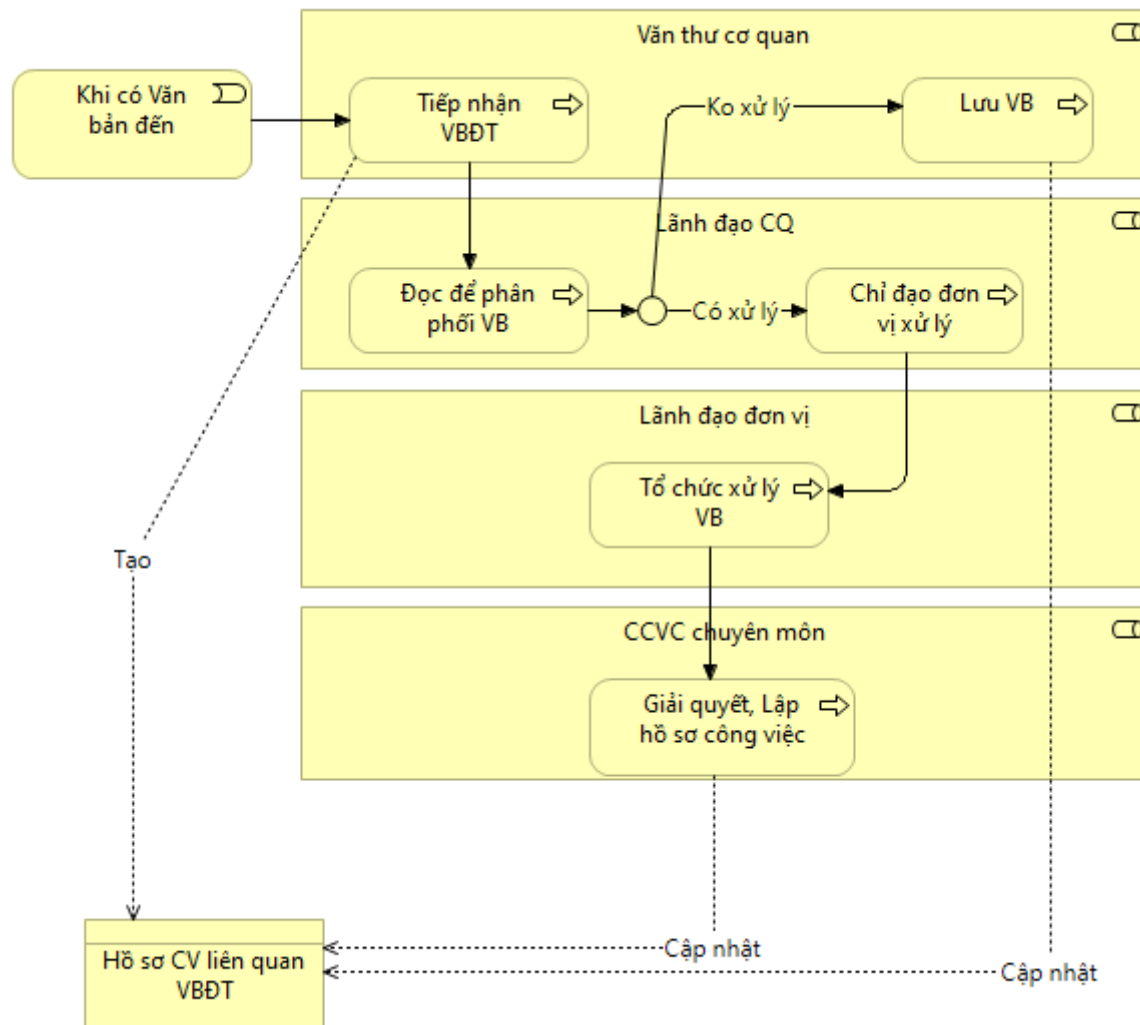 Văn thư cơ quan
Khi có Văn
bản đến
Tiếp nhận
VBĐT
Ko xử lý
Lưu VB
Lãnh đạo CQ
Đọc để phân
phối VB
Có xử lý
Chỉ đạo đơn
vị xử lý
Lãnh đạo đơn vị
Tổ chức xử lý
VB
Tạo
CCVC chuyên môn
Giải quyết, Lập
hồ sơ công việc
Hồ sơ CV liên quan
VBĐT
Cập nhật
Cập nhật